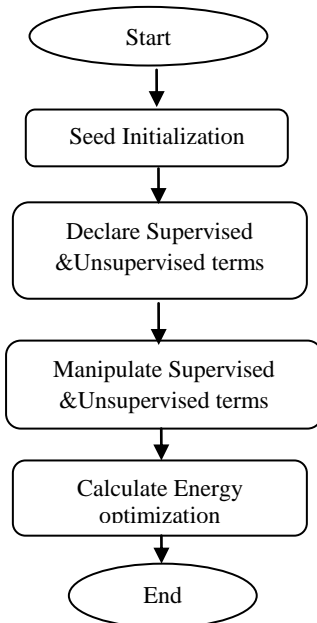 Start
Seed Initialization
Declare Supervised
&Unsupervised terms
Manipulate Supervised
&Unsupervised terms
Calculate Energy
optimization
End